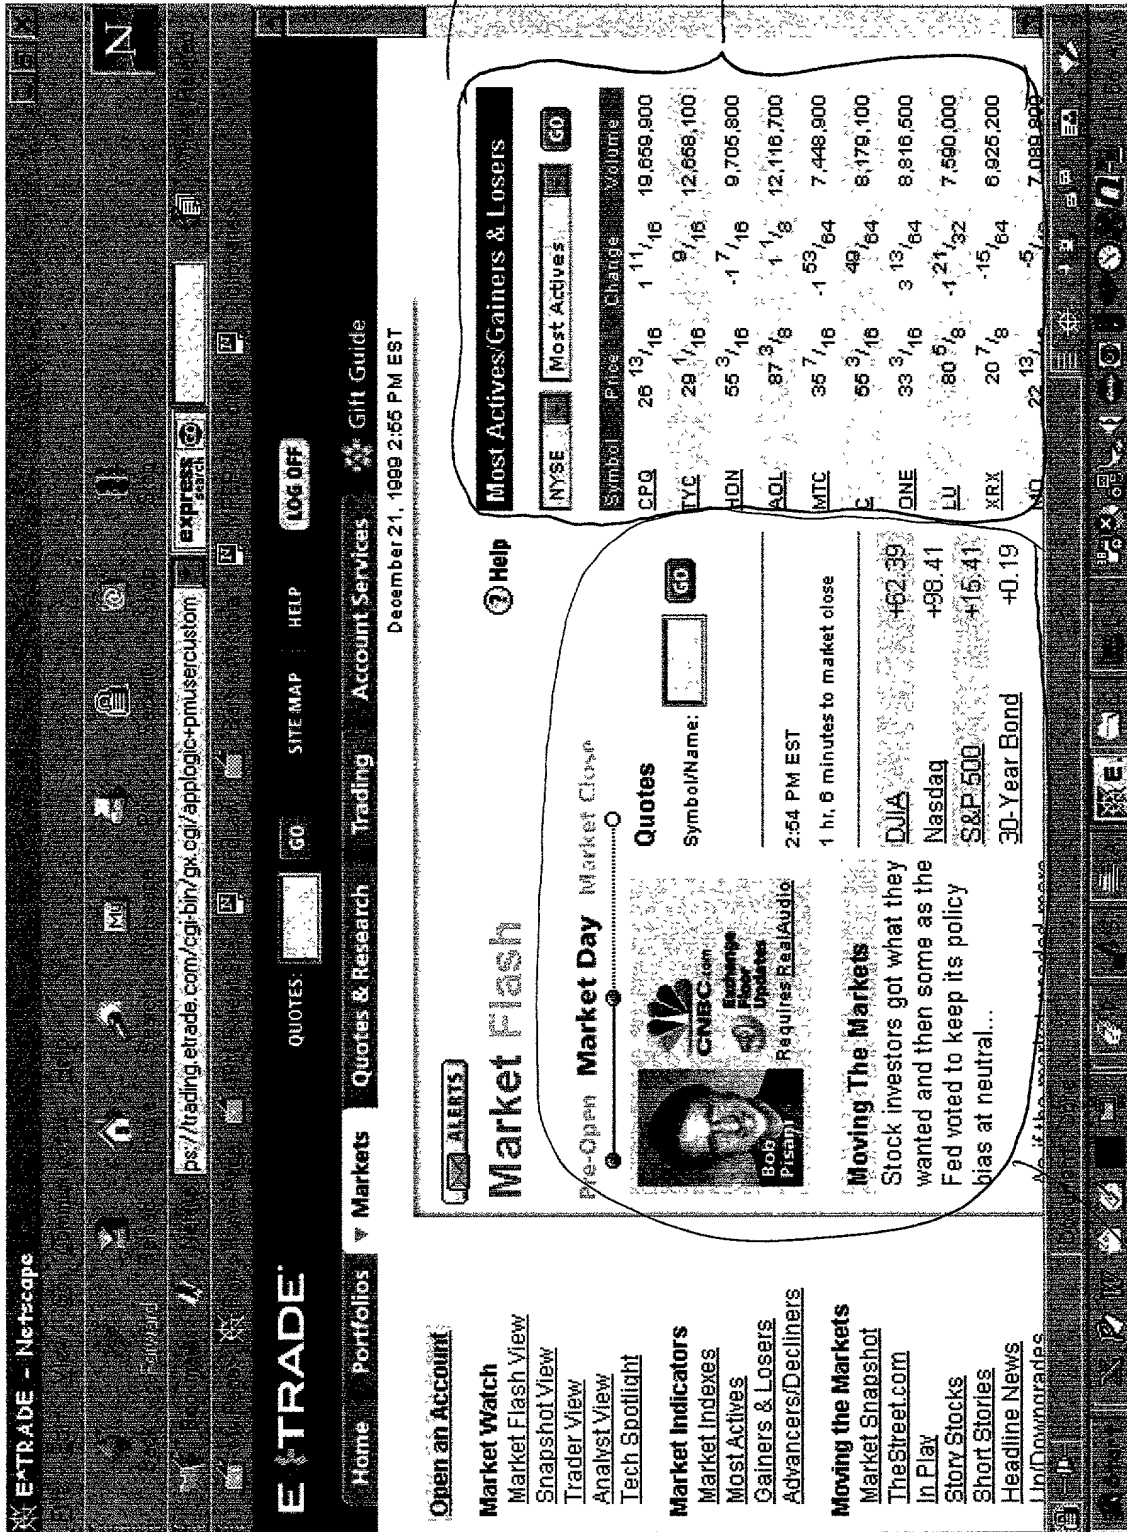 E*TRADE - Netscape
ps://trading.etrade.com/cgi-bin/gx.cgi/applogic+pmusercustom
express search GO
E*TRADE
QUOTES: GO SITE MAP HELP LOG OFF
Home Portfolios Markets Quotes & Research Trading Account Services Gift Guide
December 21, 1999 2:55 PM EST
Open an Account
Market Watch
Market Flash View
Snapshot View
Trader View
Analyst View
Tech Spotlight
Market Indicators
Market Indexes
Most Actives
Gainers & Losers
Advancers/Decliners
Moving the Markets
Market Snapshot
TheStreet.com
In Play
Story Stocks
Short Stories
Headline News
Up/Downgrades
ALERTS
Market Flash
? Help
Pre-Open Market Day Market Close
Bob Pisani
CNBC.com
Exchange Floor Updates
Requires RealAudio
Moving The Markets
Stock investors got what they
wanted and then some as the
Fed voted to keep its policy
bias at neutral...
Quotes
Symbol/Name: GO
2:54 PM EST
1 hr, 6 minutes to market close
DJIA +62.39
Nasdaq +98.41
S&P 500 +15.41
30-Year Bond +0.19
Most Actives/Gainers & Losers
NYSE Most Actives GO
Symbol Price Change Volume
CPQ 26 13/16 1 11/16 19,659,900
TYC 29 1/16 9/16 12,658,100
HON 55 3/16 -1 7/16 9,705,800
AOL 87 3/8 1 1/8 12,116,700
MTC 35 7/16 -1 53/64 7,448,900
C 55 3/16 49/64 8,179,100
ONE 33 3/16 3 13/64 8,816,500
LU 80 5/8 -1 21/32 7,590,000
XRX 20 7/8 -15/64 6,925,200